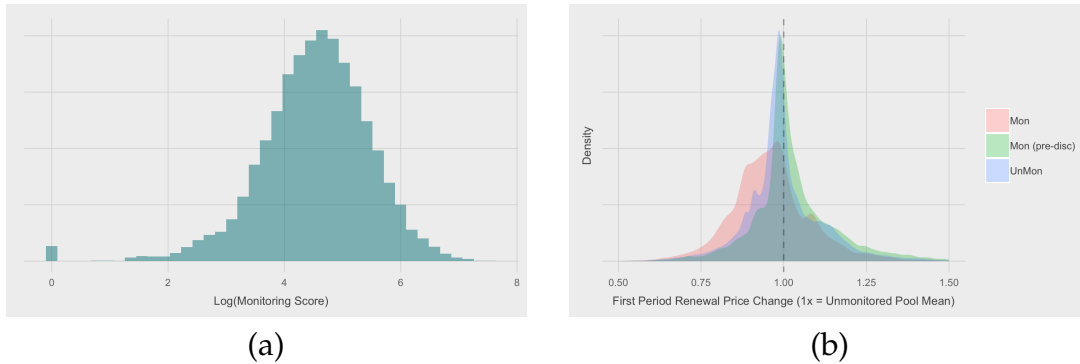 0 2 4 6 8
Log(Monitoring Score)
(a)
Density
0.50 0.75 1.00 1.25 1.50
First Period Renewal Price Change (1x = Unmonitored Pool Mean)
Mon
Mon (pre-disc)
UnMon
(b)